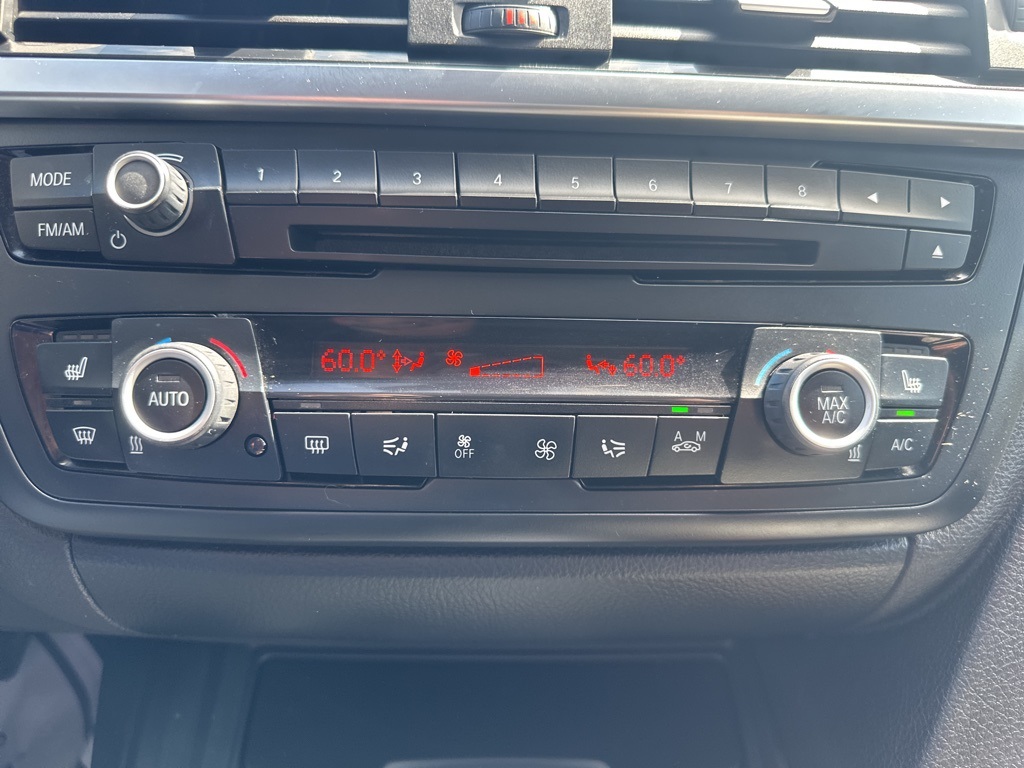 MODE
1 2 3 4 5 6 7 8
FM/AM
60.0° 60.0°
AUTO
MAX
A/C
OFF
A M
A/C